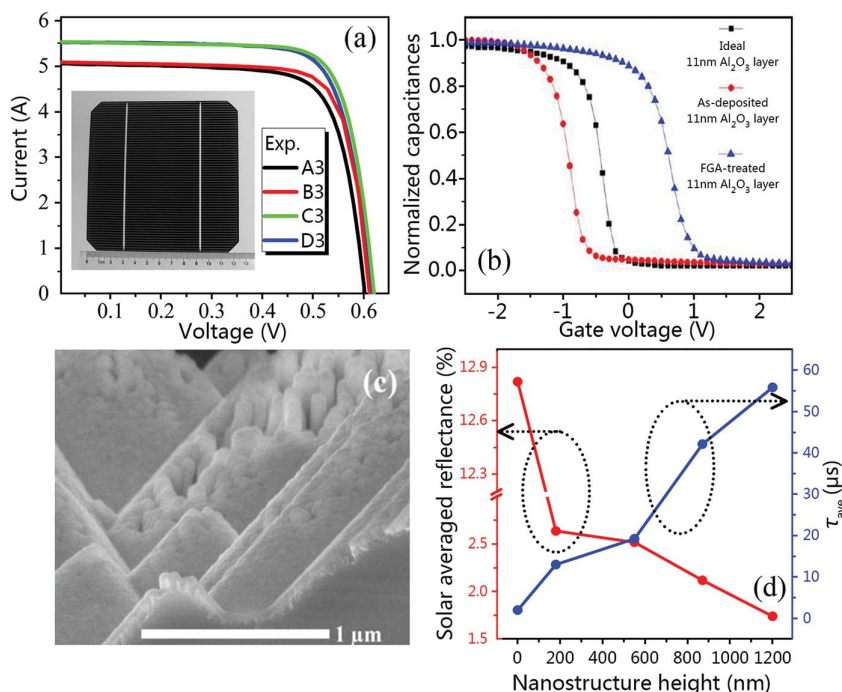 (a)
6
5
4
3
2
1
0
Current (A)
Exp.
A3
B3
C3
D3
0.1 0.2 0.3 0.4 0.5 0.6
Voltage (V)
(b)
1.0
0.8
0.6
0.4
0.2
0.0
Normalized capacitances
Ideal
11nm Al₂O₃ layer
As-deposited
11nm Al₂O₃ layer
FGA-treated
11nm Al₂O₃ layer
-2 -1 0 1 2
Gate voltage (V)
(c)
1 μm
(d)
12.9
12.6
12.3
2.5
2.0
1.5
Solar averaged reflectance (%)
60
50
40
30
20
10
0
τave (μs)
0 200 400 600 800 1000 1200
Nanostructure height (nm)